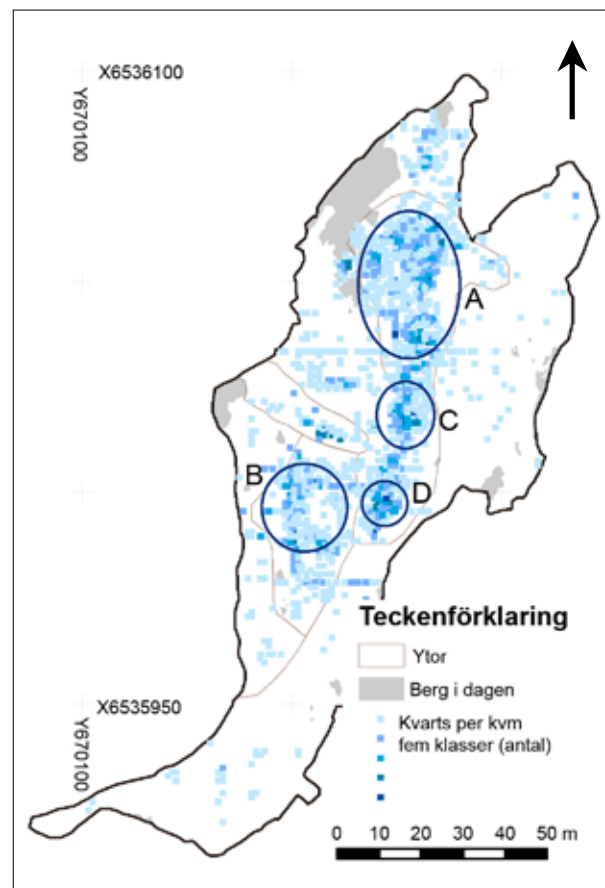 X6536100
Y670100
A
C
B
D
Teckenförklaring
Ytor
Berg i dagen
X6535950
Kvarts per kvm
fem klasser (antal)
Y670100
0 10 20 30 40 50 m